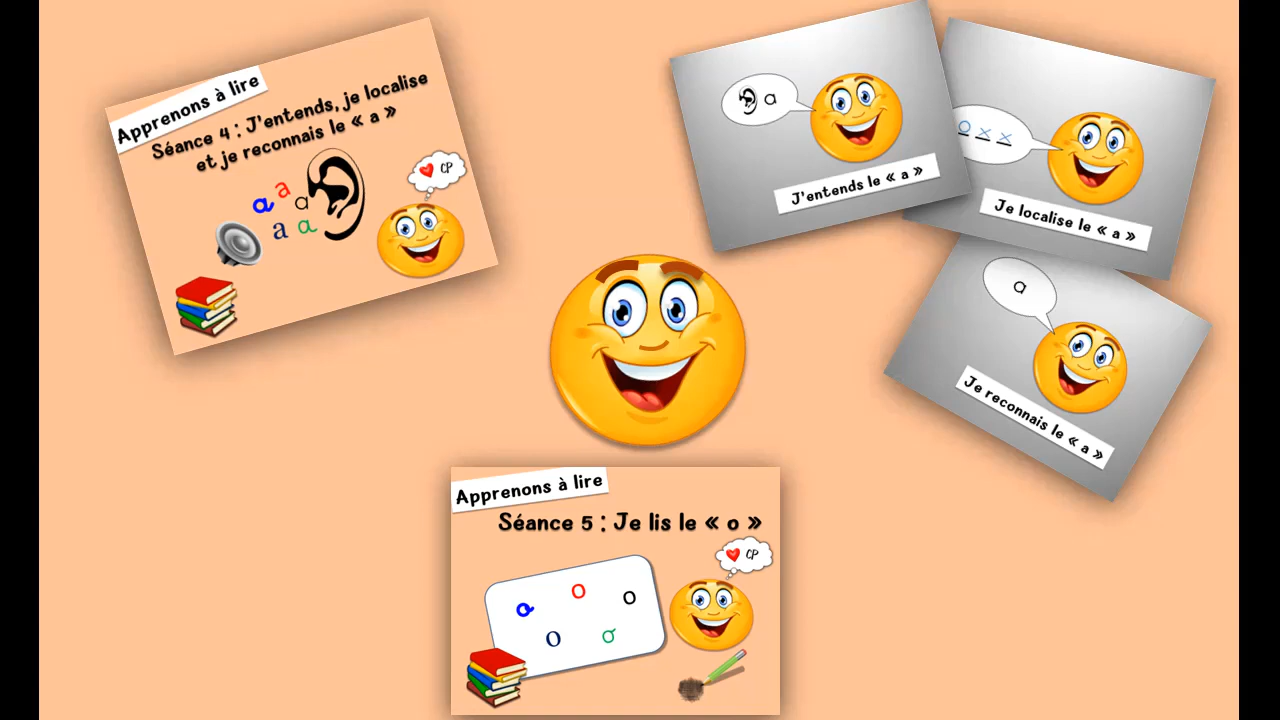 Apprenons à lire
Séance 4 : J'entends, je localise
et je reconnais le « a »
a a a
a a
CP
a
J'entends le « a »
o x x
Je localise le « a »
a
Je reconnais le « a »
Apprenons à lire
Séance 5 : Je lis le « o »
CP
o o o
o o